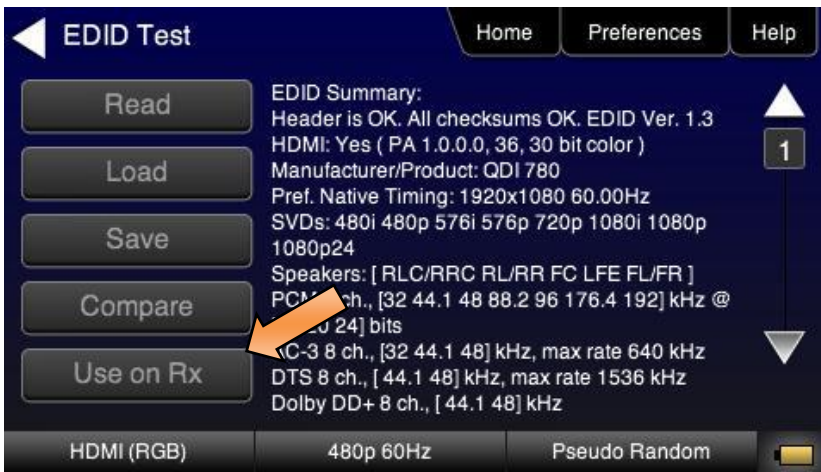 EDID Test
Home
Preferences
Help
Read
Load
Save
Compare
Use on Rx
EDID Summary:
Header is OK. All checksums OK. EDID Ver. 1.3
HDMI: Yes ( PA 1.0.0.0, 36, 30 bit color )
Manufacturer/Product: QDI 780
Pref. Native Timing: 1920x1080 60.00Hz
SVDs: 480i 480p 576i 576p 720p 1080i 1080p
1080p24
Speakers: [ RLC/RRC RL/RR FC LFE FL/FR ]
ch., [32 44.1 48 88.2 96 176.4 192] kHz @
24] bits
8 ch., [32 44.1 48] kHz, max rate 640 kHz
DTS 8 ch., [ 44.1 48] kHz, max rate 1536 kHz
Dolby DD+ 8 ch., [ 44.1 48] kHz
1
HDMI (RGB)
480p 60Hz
Pseudo Random